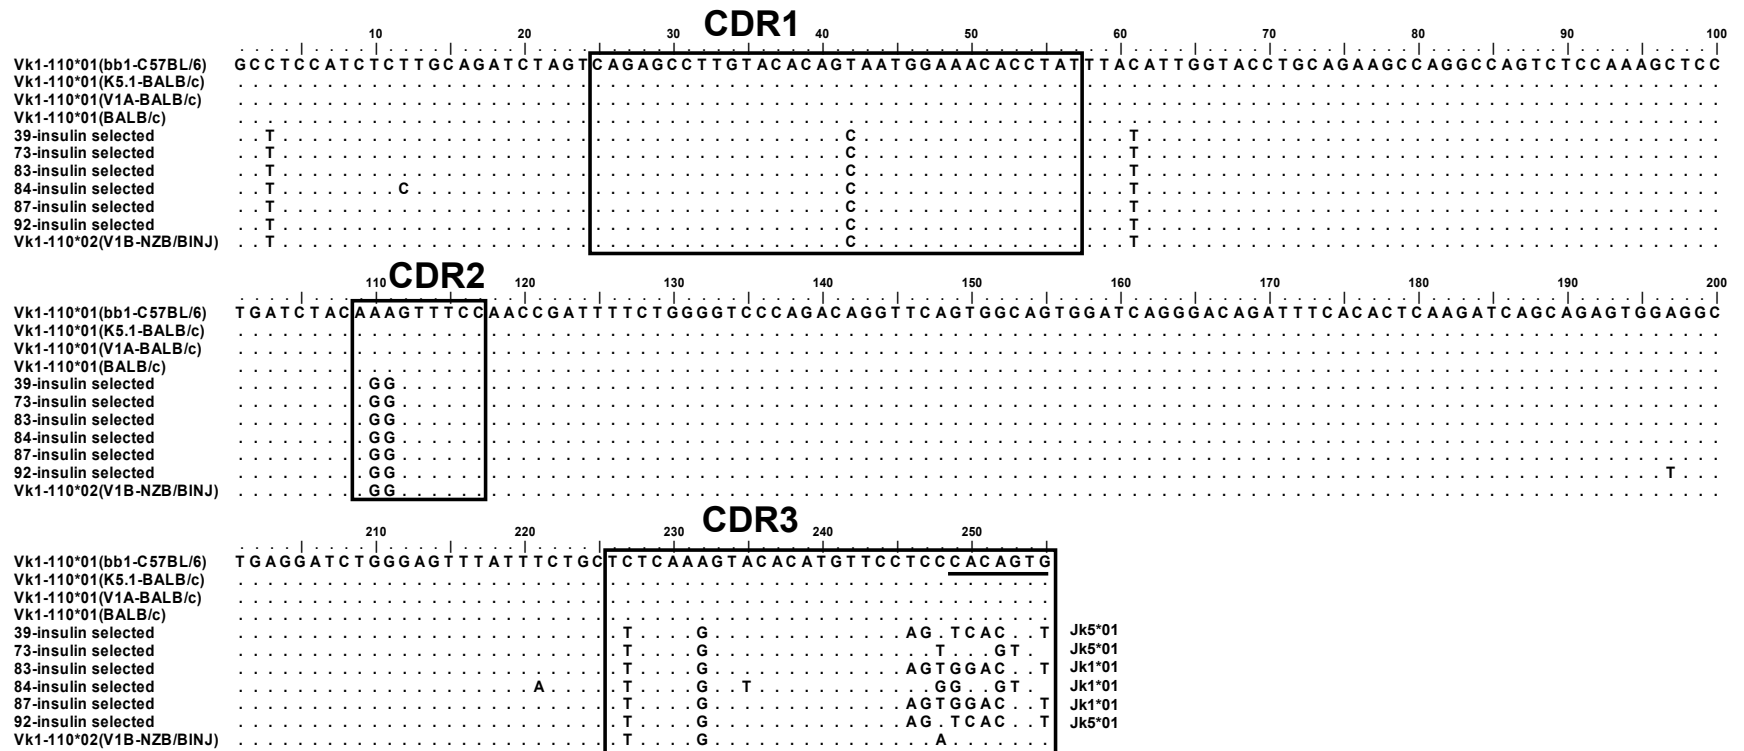 CDR1
10 20 30 40 50 60 70 80 90 100
Vk1-110*01(bb1-C57BL/6) GCCTCCATCTCTTGCAGATCTAGTCAGAGCCTTGTACACAGTAATGGAAACACCTATTTACATTGGTACCTGCAGAAGCCAGGCCAGTCTCCAAAGCTCC
Vk1-110*01(K5.1-BALB/c) ....................................................................................................
Vk1-110*01(V1A-BALB/c) ....................................................................................................
Vk1-110*01(BALB/c) ....................................................................................................
39-insulin selected ..T......................................C..................T.......................................
73-insulin selected ..T......................................C..................T.......................................
83-insulin selected ..T......................................C..................T.......................................
84-insulin selected ..T........C.............................C..................T.......................................
87-insulin selected ..T......................................C..................T.......................................
92-insulin selected ..T......................................C..................T.......................................
Vk1-110*02(V1B-NZB/BINJ) ..T......................................C..................T.......................................
CDR2
110 120 130 140 150 160 170 180 190 200
Vk1-110*01(bb1-C57BL/6) TGATCTACAAAGTTTCCAACCGATTTTCTGGGGTCCCAGACAGGTTCAGTGGCAGTGGATCAGGGACAGATTTCACACTCAAGATCAGCAGAGTGGAGGC
Vk1-110*01(K5.1-BALB/c) ....................................................................................................
Vk1-110*01(V1A-BALB/c) ....................................................................................................
Vk1-110*01(BALB/c) ....................................................................................................
39-insulin selected .........GG.........................................................................................
73-insulin selected .........GG.........................................................................................
83-insulin selected .........GG.........................................................................................
84-insulin selected .........GG.........................................................................................
87-insulin selected .........GG.........................................................................................
92-insulin selected .........GG.....................................................................................T...
Vk1-110*02(V1B-NZB/BINJ) .........GG.........................................................................................
CDR3
210 220 230 240 250
Vk1-110*01(bb1-C57BL/6) TGAGGATCTGGGAGTTTATTTCTGCTCTCAAAGTACACATGTTCCTCCCACAGTG
Vk1-110*01(K5.1-BALB/c) .......................................................
Vk1-110*01(V1A-BALB/c) .......................................................
Vk1-110*01(BALB/c) .......................................................
39-insulin selected ..........................T....G.............AG.TCAC..T Jk5*01
73-insulin selected ..........................T....G...............T...GT.. Jk5*01
83-insulin selected ..........................T....G.............AGTGGAC..T Jk1*01
84-insulin selected ....................A.....T....G..T............GG..GT.. Jk1*01
87-insulin selected ..........................T....G.............AGTGGAC..T Jk1*01
92-insulin selected ..........................T....G.............AG.TCAC..T Jk5*01
Vk1-110*02(V1B-NZB/BINJ) ..........................T....G...............A.......